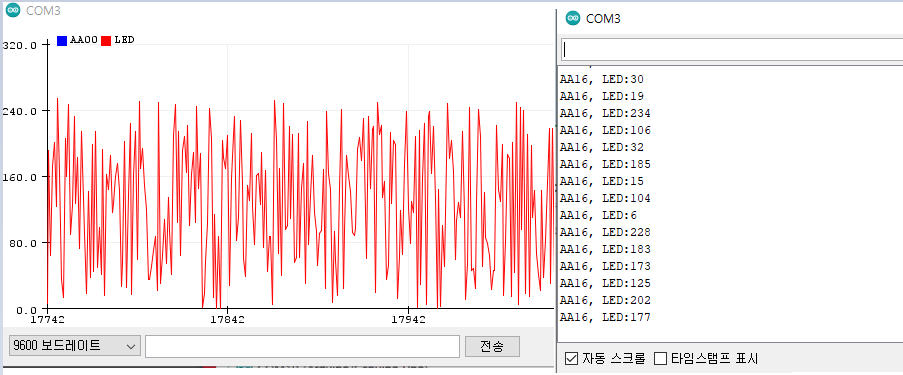 COM3
AA00 LED
320.0
240.0
160.0
80.0
0.0
17742 17842 17942
9600 보드레이트 전송
COM3
AA16, LED:30
AA16, LED:19
AA16, LED:234
AA16, LED:106
AA16, LED:32
AA16, LED:185
AA16, LED:15
AA16, LED:104
AA16, LED:6
AA16, LED:228
AA16, LED:183
AA16, LED:173
AA16, LED:125
AA16, LED:202
AA16, LED:177
자동 스크롤 타임스탬프 표시